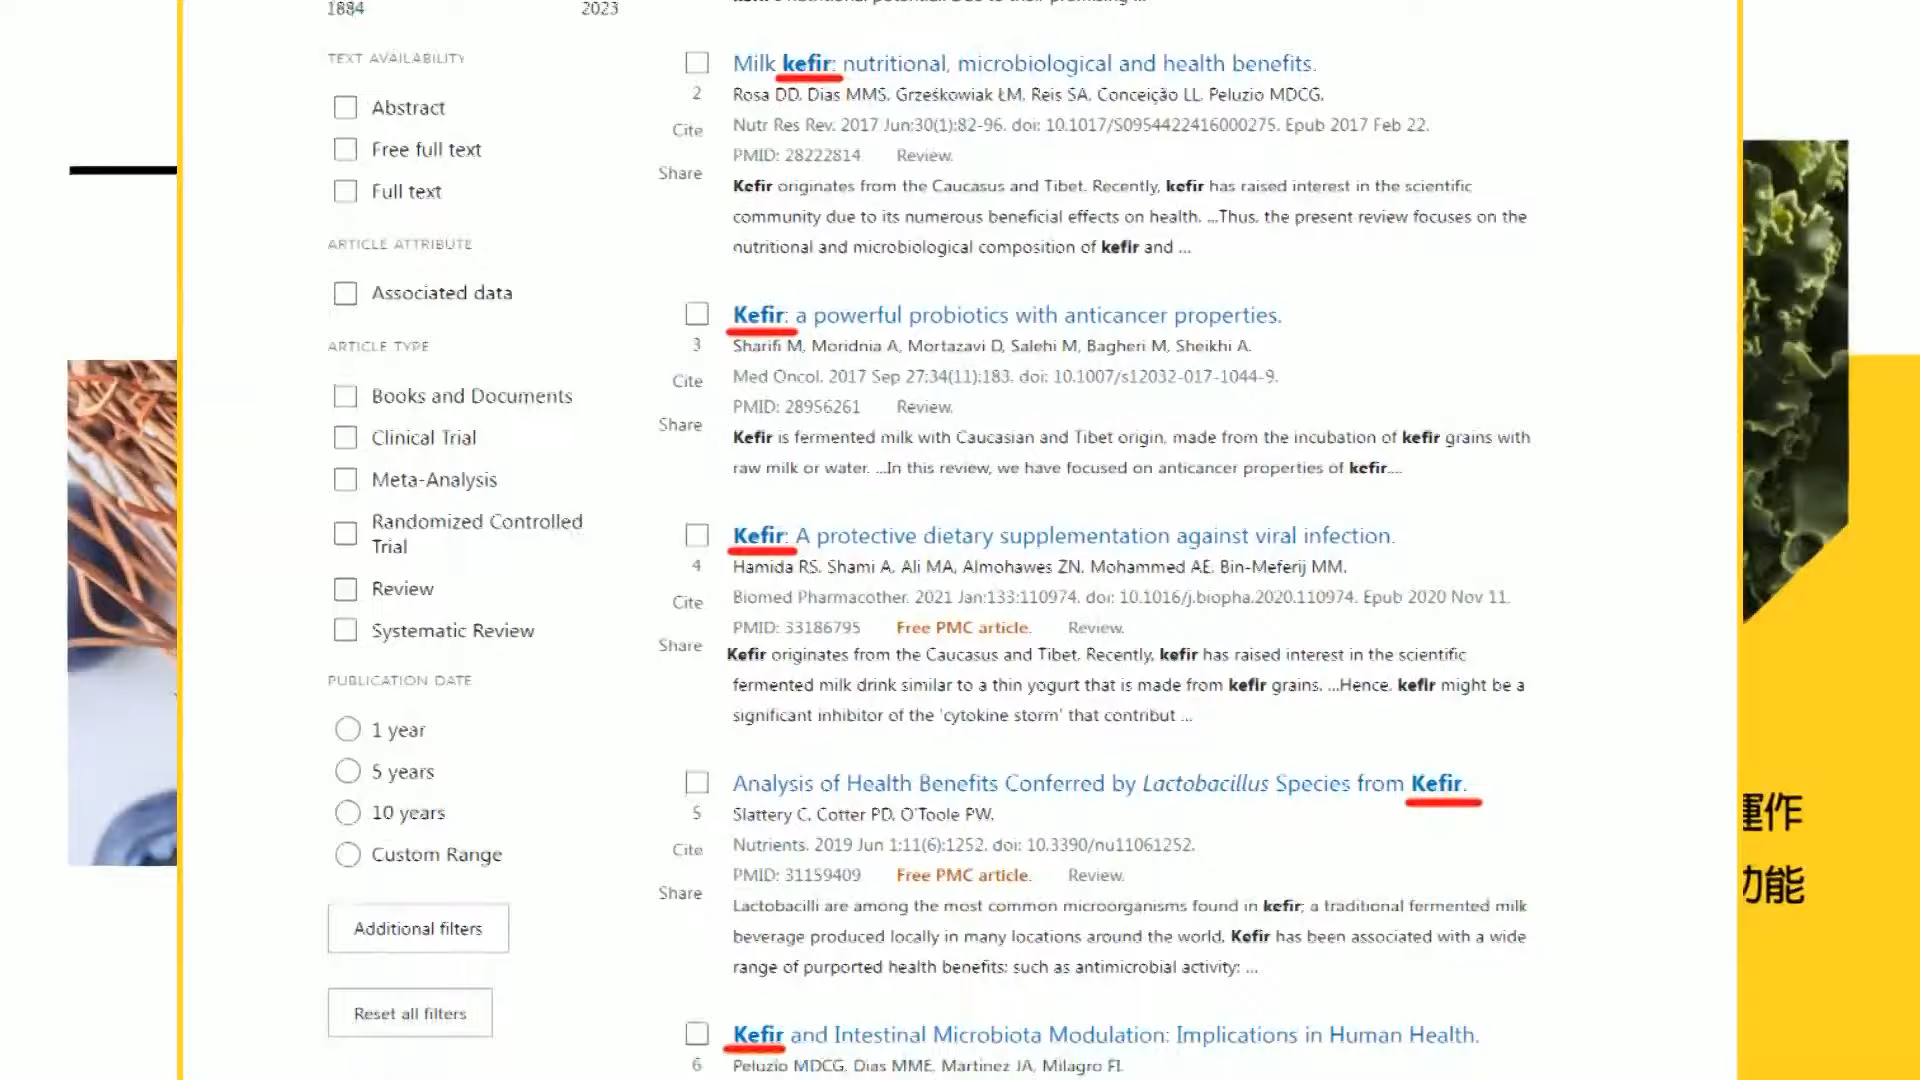 1884
2023
TEXT AVAILABILITY
Abstract
Free full text
Full text
ARTICLE ATTRIBUTE
Associated data
ARTICLE TYPE
Books and Documents
Clinical Trial
Meta-Analysis
Randomized Controlled
Trial
Review
Systematic Review
PUBLICATION DATE
1 year
5 years
10 years
Custom Range
Additional filters
Reset all filters
Milk kefir: nutritional, microbiological and health benefits.
2
Rosa DD, Dias MMS, Grześkowiak ŁM, Reis SA, Conceição LL, Peluzio MDCG.
Cite
Nutr Res Rev. 2017 Jun;30(1):82-96. doi: 10.1017/S0954422416000275. Epub 2017 Feb 22.
PMID: 28222814 Review.
Share
Kefir originates from the Caucasus and Tibet. Recently, kefir has raised interest in the scientific
community due to its numerous beneficial effects on health. ...Thus, the present review focuses on the
nutritional and microbiological composition of kefir and ...
Kefir: a powerful probiotics with anticancer properties.
3
Sharifi M, Moridnia A, Mortazavi D, Salehi M, Bagheri M, Sheikhi A.
Cite
Med Oncol. 2017 Sep 27;34(11):183. doi: 10.1007/s12032-017-1044-9.
PMID: 28956261 Review.
Share
Kefir is fermented milk with Caucasian and Tibet origin, made from the incubation of kefir grains with
raw milk or water. ...In this review, we have focused on anticancer properties of kefir....
Kefir: A protective dietary supplementation against viral infection.
4
Hamida RS, Shami A, Ali MA, Almohawes ZN, Mohammed AE, Bin-Meferij MM.
Cite
Biomed Pharmacother. 2021 Jan;133:110974. doi: 10.1016/j.biopha.2020.110974. Epub 2020 Nov 11.
PMID: 33186795 Free PMC article. Review.
Share
Kefir originates from the Caucasus and Tibet. Recently, kefir has raised interest in the scientific
fermented milk drink similar to a thin yogurt that is made from kefir grains. ...Hence, kefir might be a
significant inhibitor of the 'cytokine storm' that contribut ...
Analysis of Health Benefits Conferred by Lactobacillus Species from Kefir.
5
Slattery C, Cotter PD, O'Toole PW.
Cite
Nutrients. 2019 Jun 1;11(6):1252. doi: 10.3390/nu11061252.
PMID: 31159409 Free PMC article. Review.
Share
Lactobacilli are among the most common microorganisms found in kefir; a traditional fermented milk
beverage produced locally in many locations around the world. Kefir has been associated with a wide
range of purported health benefits; such as antimicrobial activity; ...
Kefir and Intestinal Microbiota Modulation: Implications in Human Health.
6
Peluzio MDCG, Dias MME, Martinez JA, Milagro FI.
運作
功能